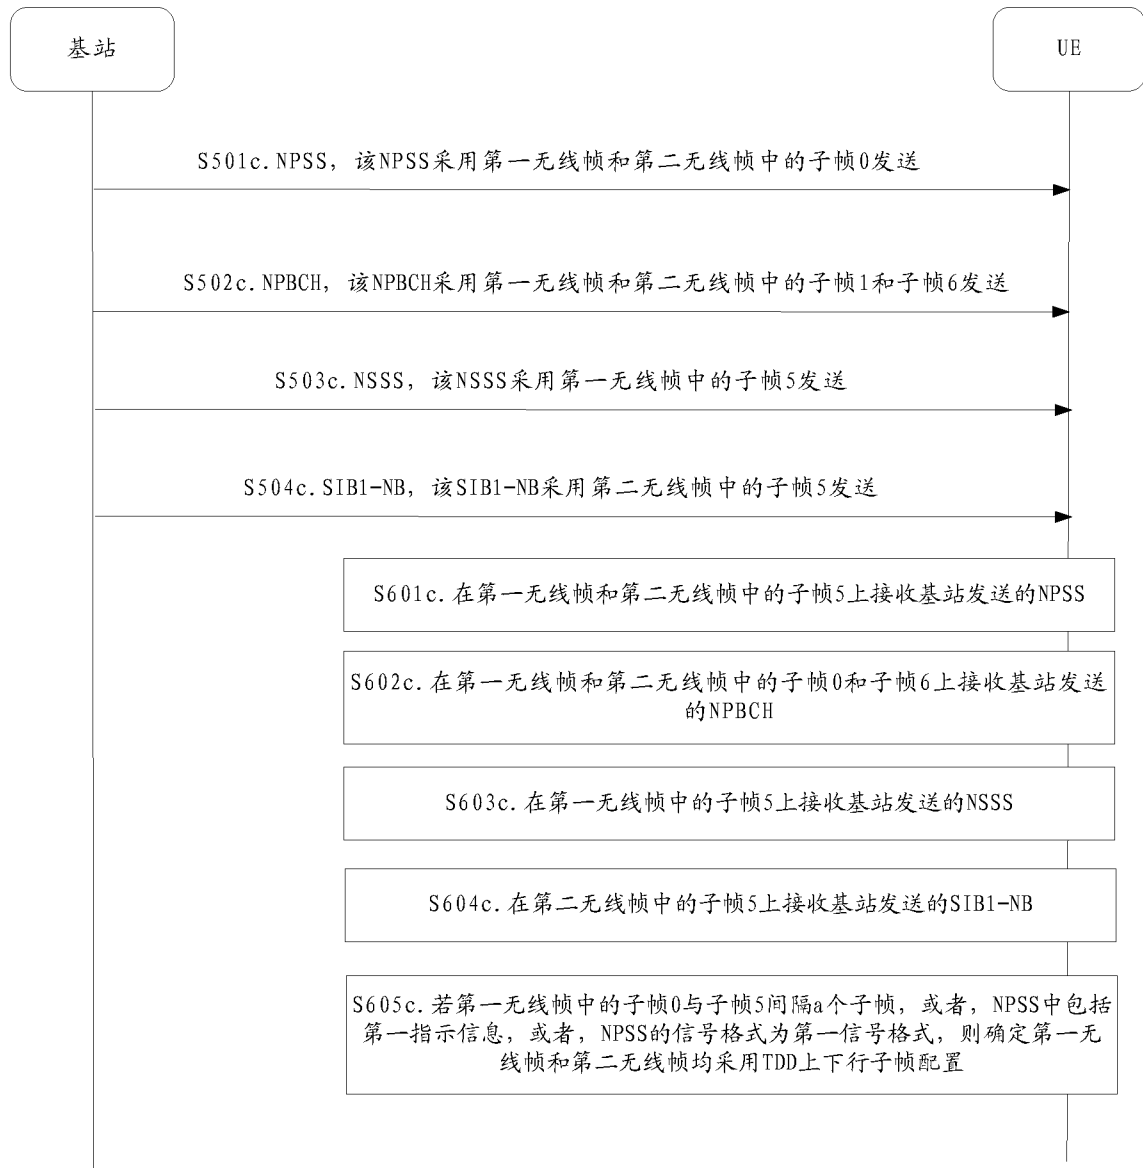 基站
UE
S501c.NPSS，该NPSS采用第一无线帧和第二无线帧中的子帧0发送
S502c.NPBCH，该NPBCH采用第一无线帧和第二无线帧中的子帧1和子帧6发送
S503c.NSSS，该NSSS采用第一无线帧中的子帧5发送
S504c.SIB1-NB，该SIB1-NB采用第二无线帧中的子帧5发送
S601c.在第一无线帧和第二无线帧中的子帧5上接收基站发送的NPSS
S602c.在第一无线帧和第二无线帧中的子帧0和子帧6上接收基站发送
的NPBCH
S603c.在第一无线帧中的子帧5上接收基站发送的NSSS
S604c.在第二无线帧中的子帧5上接收基站发送的SIB1-NB
S605c.若第一无线帧中的子帧0与子帧5间隔a个子帧，或者，NPSS中包括
第一指示信息，或者，NPSS的信号格式为第一信号格式，则确定第一无
线帧和第二无线帧均采用TDD上下行子帧配置